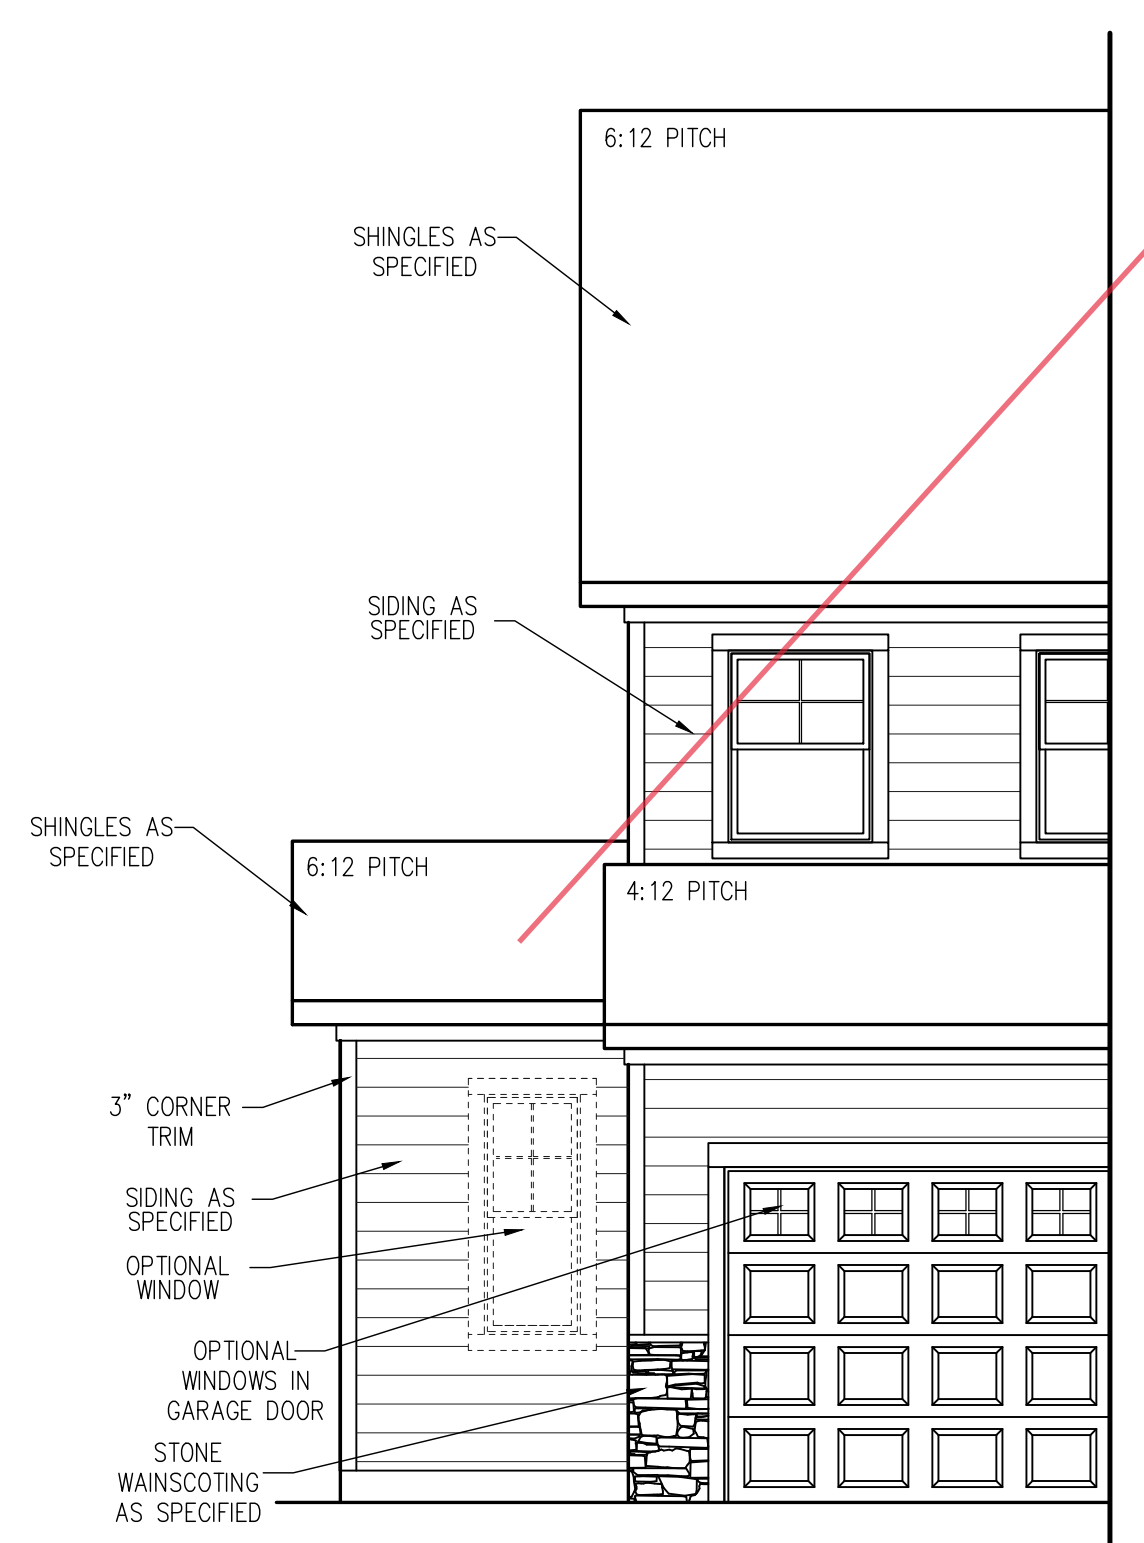 6:12 PITCH
SHINGLES AS
SPECIFIED
SIDING AS
SPECIFIED
SHINGLES AS
SPECIFIED
6:12 PITCH
4:12 PITCH
3" CORNER
TRIM
SIDING AS
SPECIFIED
OPTIONAL
WINDOW
OPTIONAL
WINDOWS IN
GARAGE DOOR
STONE
WAINSCOTING
AS SPECIFIED